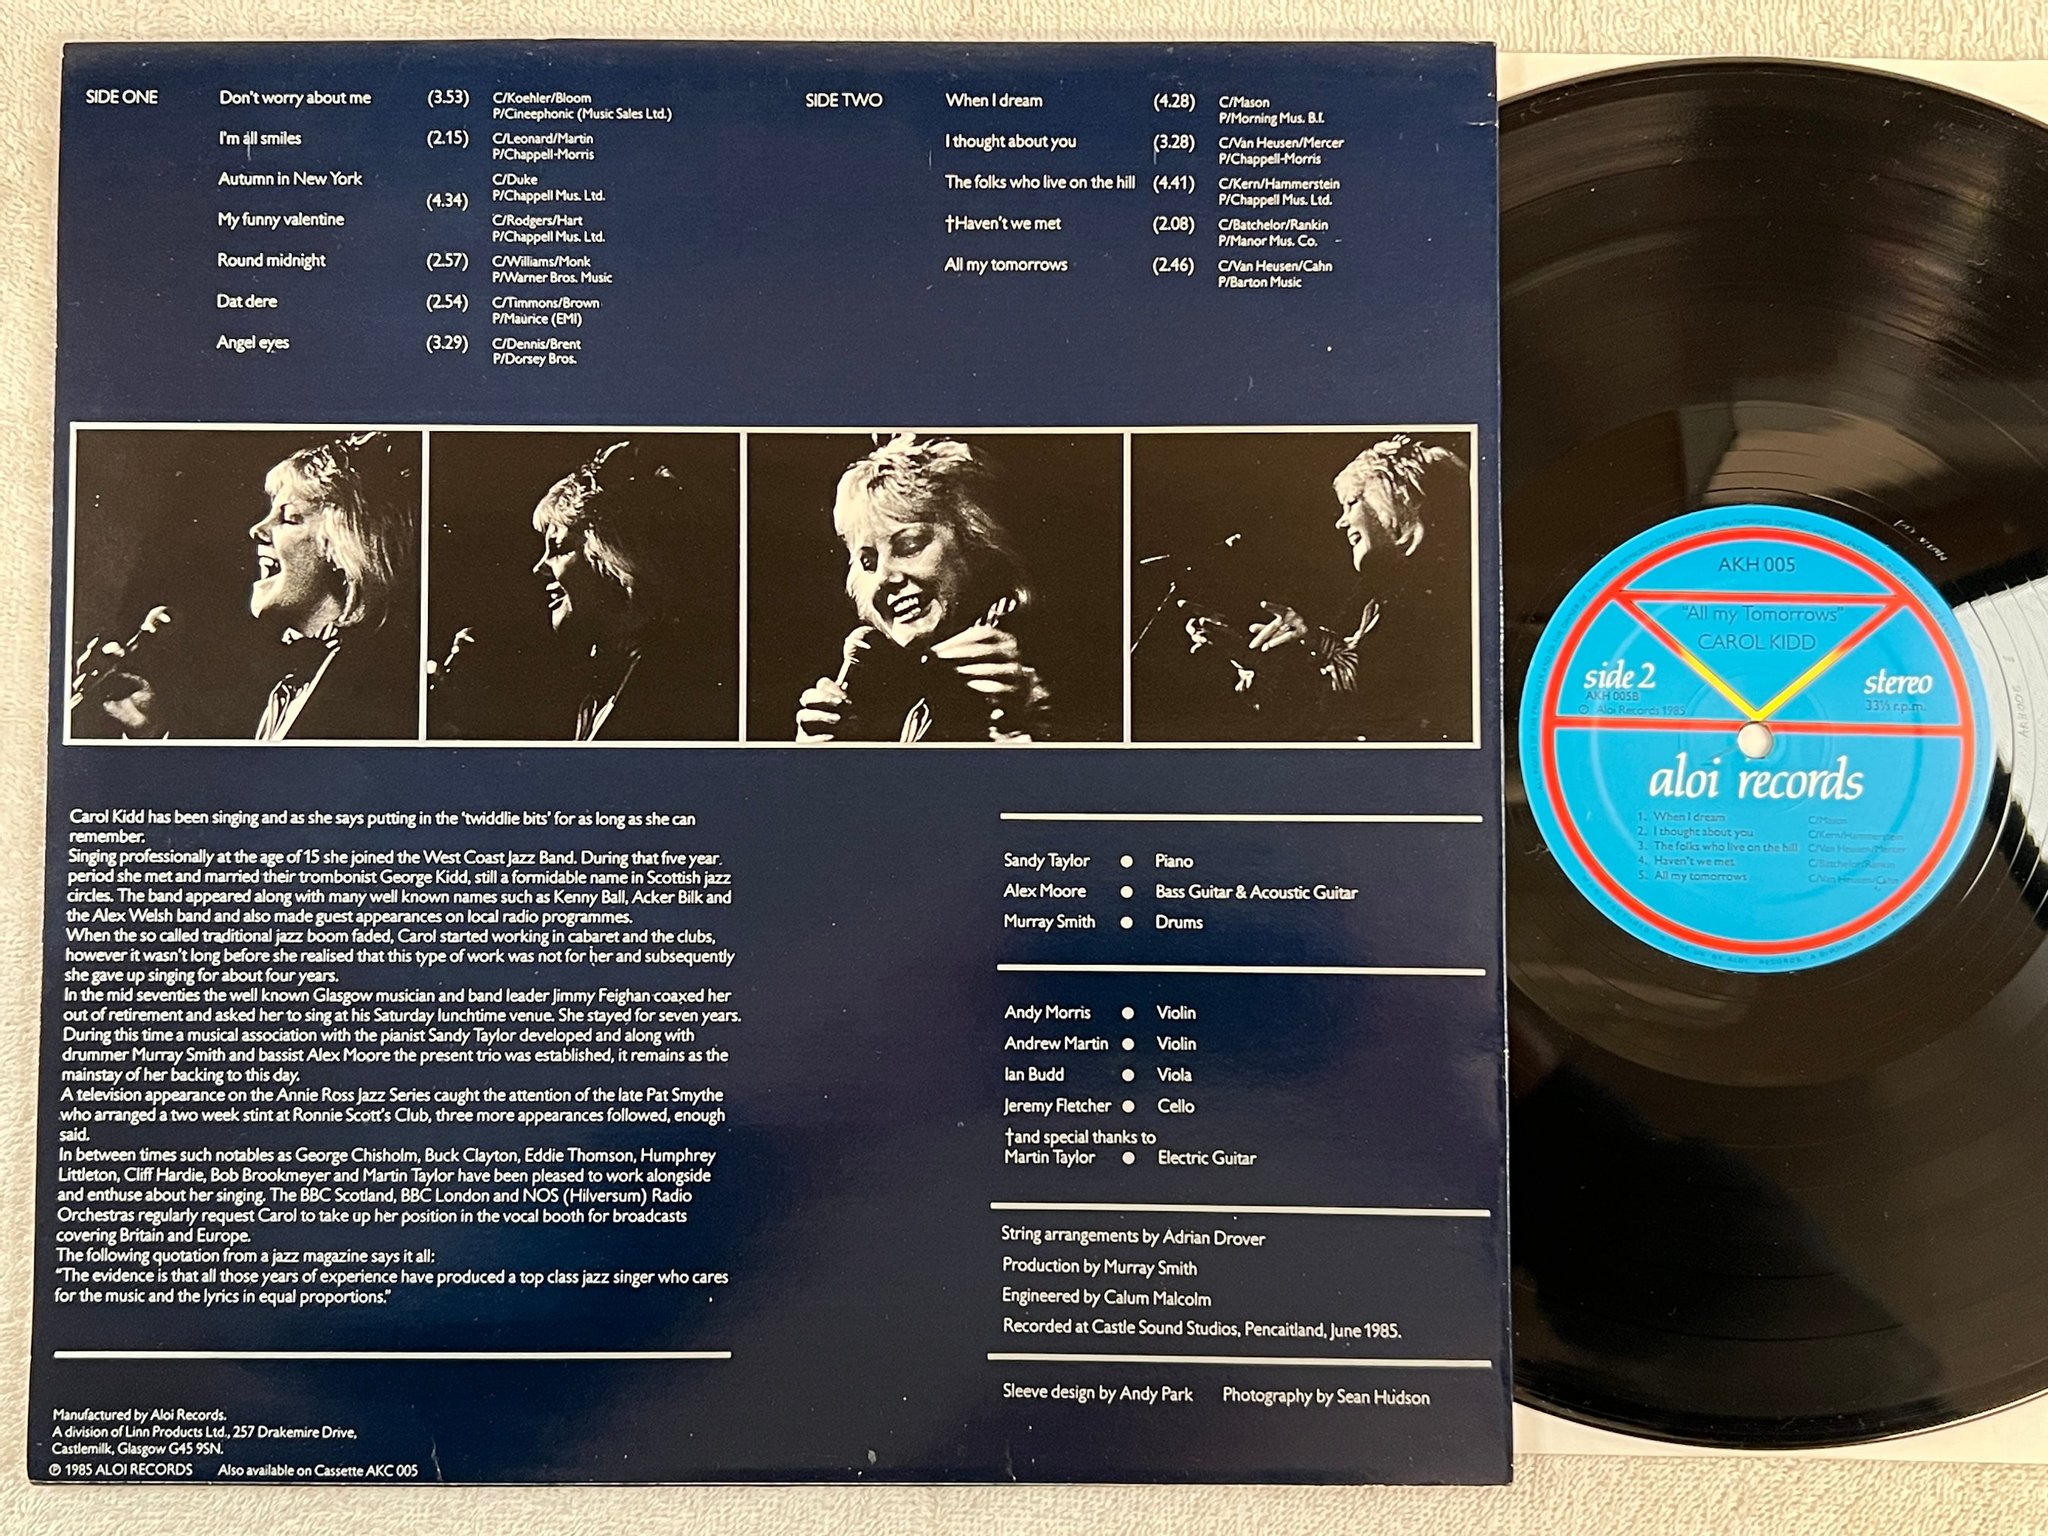 SIDE ONE
Don't worry about me (3.53) C/Koehler/Bloom
P/Cineephonic (Music Sales Ltd.)
I'm all smiles (2.15) C/Leonard/Martin
P/Chappell-Morris
Autumn in New York C/Duke
P/Chappell Mus. Ltd.
(4.34)
My funny valentine C/Rodgers/Hart
P/Chappell Mus. Ltd.
Round midnight (2.57) C/Williams/Monk
P/Warner Bros. Music
Dat dere (2.54) C/Timmons/Brown
P/Maurice (EMI)
Angel eyes (3.29) C/Dennis/Brent
P/Dorsey Bros.
SIDE TWO
When I dream (4.28) C/Mason
P/Morning Mus. B.f.
I thought about you (3.28) C/Van Heusen/Mercer
P/Chappell-Morris
The folks who live on the hill (4.41) C/Kern/Hammerstein
P/Chappell Mus. Ltd.
†Haven't we met (2.08) C/Batchelor/Rankin
P/Manor Mus. Co.
All my tomorrows (2.46) C/Van Heusen/Cahn
P/Barton Music
Carol Kidd has been singing and as she says putting in the 'twiddlie bits' for as long as she can
remember.
Singing professionally at the age of 15 she joined the West Coast Jazz Band. During that five year
period she met and married their trombonist George Kidd, still a formidable name in Scottish jazz
circles. The band appeared along with many well known names such as Kenny Ball, Acker Bilk and
the Alex Welsh band and also made guest appearances on local radio programmes.
When the so called traditional jazz boom faded, Carol started working in cabaret and the clubs,
however it wasn't long before she realised that this type of work was not for her and subsequently
she gave up singing for about four years.
In the mid seventies the well known Glasgow musician and band leader Jimmy Feighan coaxed her
out of retirement and asked her to sing at his Saturday lunchtime venue. She stayed for seven years.
During this time a musical association with the pianist Sandy Taylor developed and along with
drummer Murray Smith and bassist Alex Moore the present trio was established, it remains as the
mainstay of her backing to this day.
A television appearance on the Annie Ross Jazz Series caught the attention of the late Pat Smythe
who arranged a two week stint at Ronnie Scott's Club, three more appearances followed, enough
said.
In between times such notables as George Chisholm, Buck Clayton, Eddie Thomson, Humphrey
Littleton, Cliff Hardie, Bob Brookmeyer and Martin Taylor have been pleased to work alongside
and enthuse about her singing. The BBC Scotland, BBC London and NOS (Hilversum) Radio
Orchestras regularly request Carol to take up her position in the vocal booth for broadcasts
covering Britain and Europe.
The following quotation from a jazz magazine says it all:
"The evidence is that all those years of experience have produced a top class jazz singer who cares
for the music and the lyrics in equal proportions."
Manufactured by Aloi Records.
A division of Linn Products Ltd., 257 Drakemire Drive,
Castlemilk, Glasgow G45 9SN.
℗ 1985 ALOI RECORDS Also available on Cassette AKC 005
Sandy Taylor ● Piano
Alex Moore ● Bass Guitar & Acoustic Guitar
Murray Smith ● Drums
Andy Morris ● Violin
Andrew Martin ● Violin
Ian Budd ● Viola
Jeremy Fletcher ● Cello
†and special thanks to
Martin Taylor ● Electric Guitar
String arrangements by Adrian Drover
Production by Murray Smith
Engineered by Calum Malcolm
Recorded at Castle Sound Studios, Pencaitland, June 1985.
Sleeve design by Andy Park Photography by Sean Hudson
AKH 005
"All my Tomorrows"
CAROL KIDD
side 2
AKH 005B
℗ Aloi Records 1985
stereo
33⅓ r.p.m.
aloi records
1. When I dream C/Mason
2. I thought about you C/Kern/Hammerstein
3. The folks who live on the hill C/Van Heusen/Mercer
4. Haven't we met C/Batchelor/Rankin
5. All my tomorrows C/Van Heusen/Cahn